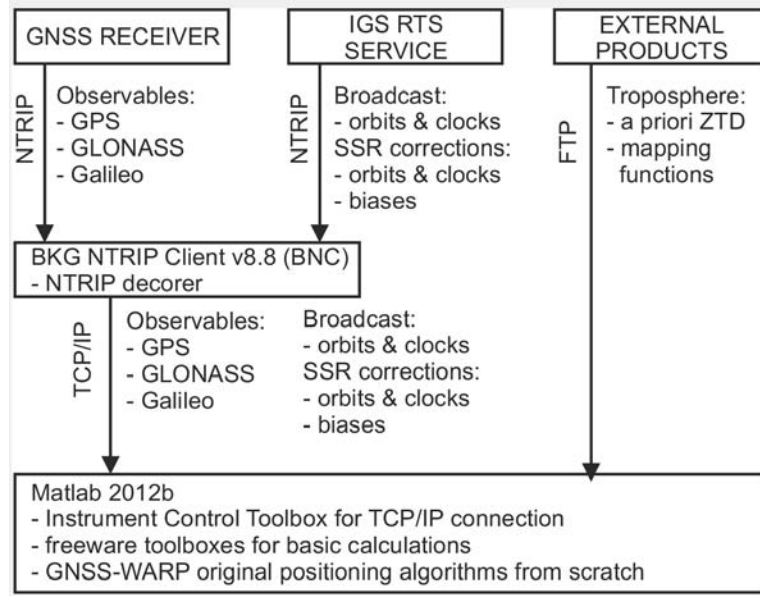 GNSS RECEIVER
IGS RTS
SERVICE
EXTERNAL
PRODUCTS
NTRIP
Observables:
- GPS
- GLONASS
- Galileo
NTRIP
Broadcast:
- orbits & clocks
SSR corrections:
- orbits & clocks
- biases
FTP
Troposphere:
- a priori ZTD
- mapping
functions
BKG NTRIP Client v8.8 (BNC)
- NTRIP decorer
TCP/IP
Observables:
- GPS
- GLONASS
- Galileo
Broadcast:
- orbits & clocks
SSR corrections:
- orbits & clocks
- biases
Matlab 2012b
- Instrument Control Toolbox for TCP/IP connection
- freeware toolboxes for basic calculations
- GNSS-WARP original positioning algorithms from scratch